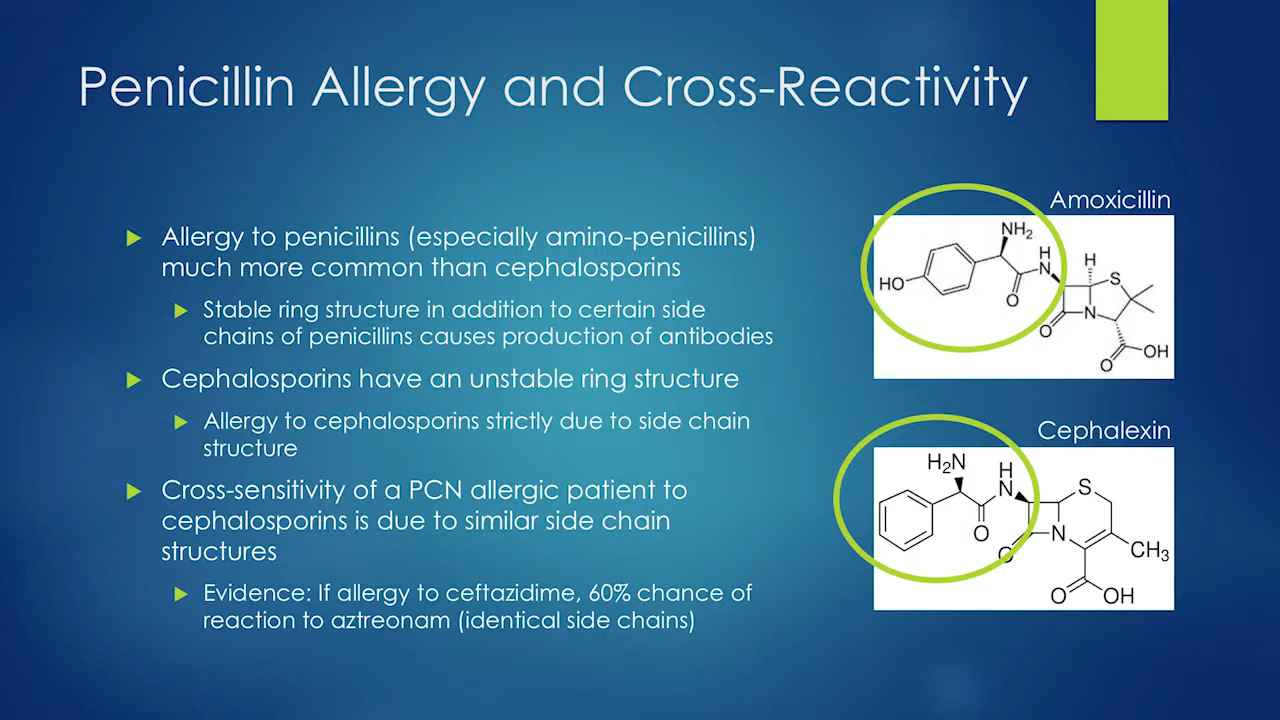 Penicillin Allergy and Cross-Reactivity
Allergy to penicillins (especially amino-penicillins)
much more common than cephalosporins
Stable ring structure in addition to certain side
chains of penicillins causes production of antibodies
Cephalosporins have an unstable ring structure
Allergy to cephalosporins strictly due to side chain
structure
Cross-sensitivity of a PCN allergic patient to
cephalosporins is due to similar side chain
structures
Evidence: If allergy to ceftazidime, 60% chance of
reaction to aztreonam (identical side chains)
Amoxicillin
NH2
H
H
HO
N
S
O
N
O
O
OH
Cephalexin
H2N
H
N
S
O
N
O
CH3
O
OH